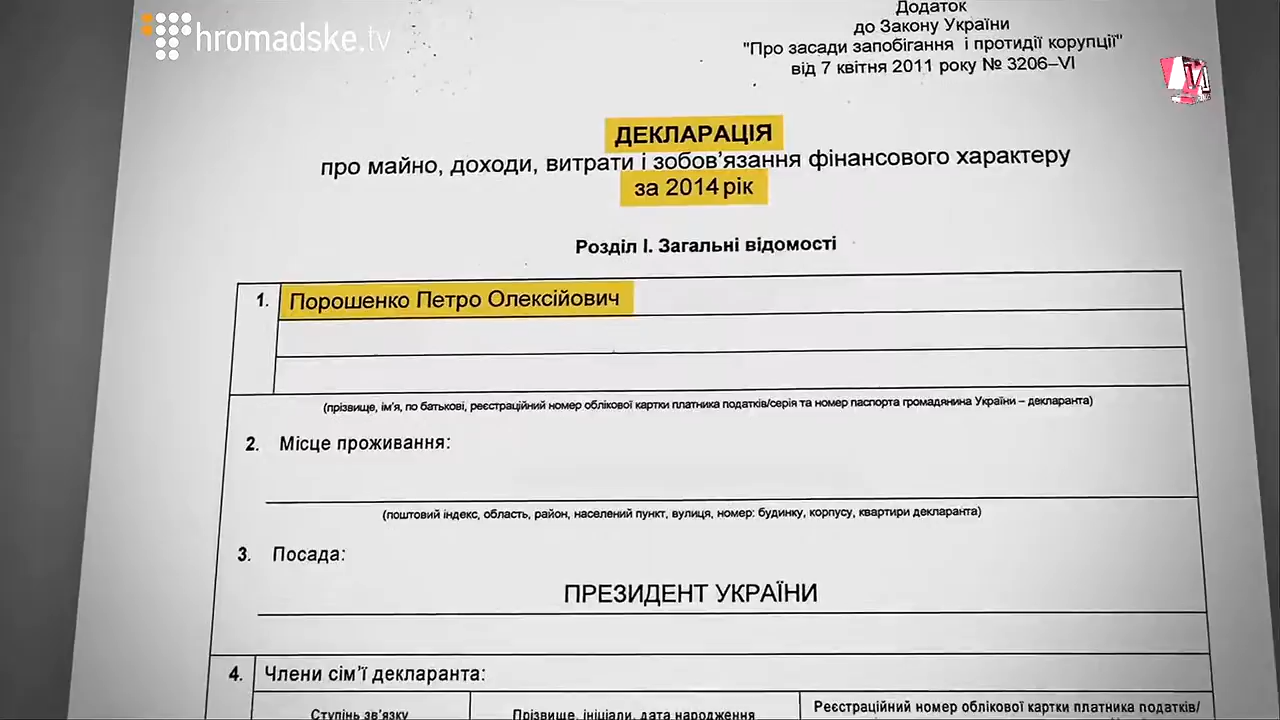 hromadske.tv
Додаток
до Закону України
"Про засади запобігання і протидії корупції"
від 7 квітня 2011 року № 3206–VI
ДЕКЛАРАЦІЯ
про майно, доходи, витрати і зобов’язання фінансового характеру
за 2014 рік
Розділ I. Загальні відомості
1. Порошенко Петро Олексійович
(прізвище, ім’я, по батькові, реєстраційний номер облікової картки платника податків/серія та номер паспорта громадянина України – декларанта)
2. Місце проживання:
(поштовий індекс, область, район, населений пункт, вулиця, номер: будинку, корпусу, квартири декларанта)
3. Посада:
ПРЕЗИДЕНТ УКРАЇНИ
4. Члени сім’ї декларанта:
Ступінь зв’язку
Прізвище, ініціали, дата народження
Реєстраційний номер облікової картки платника податків/